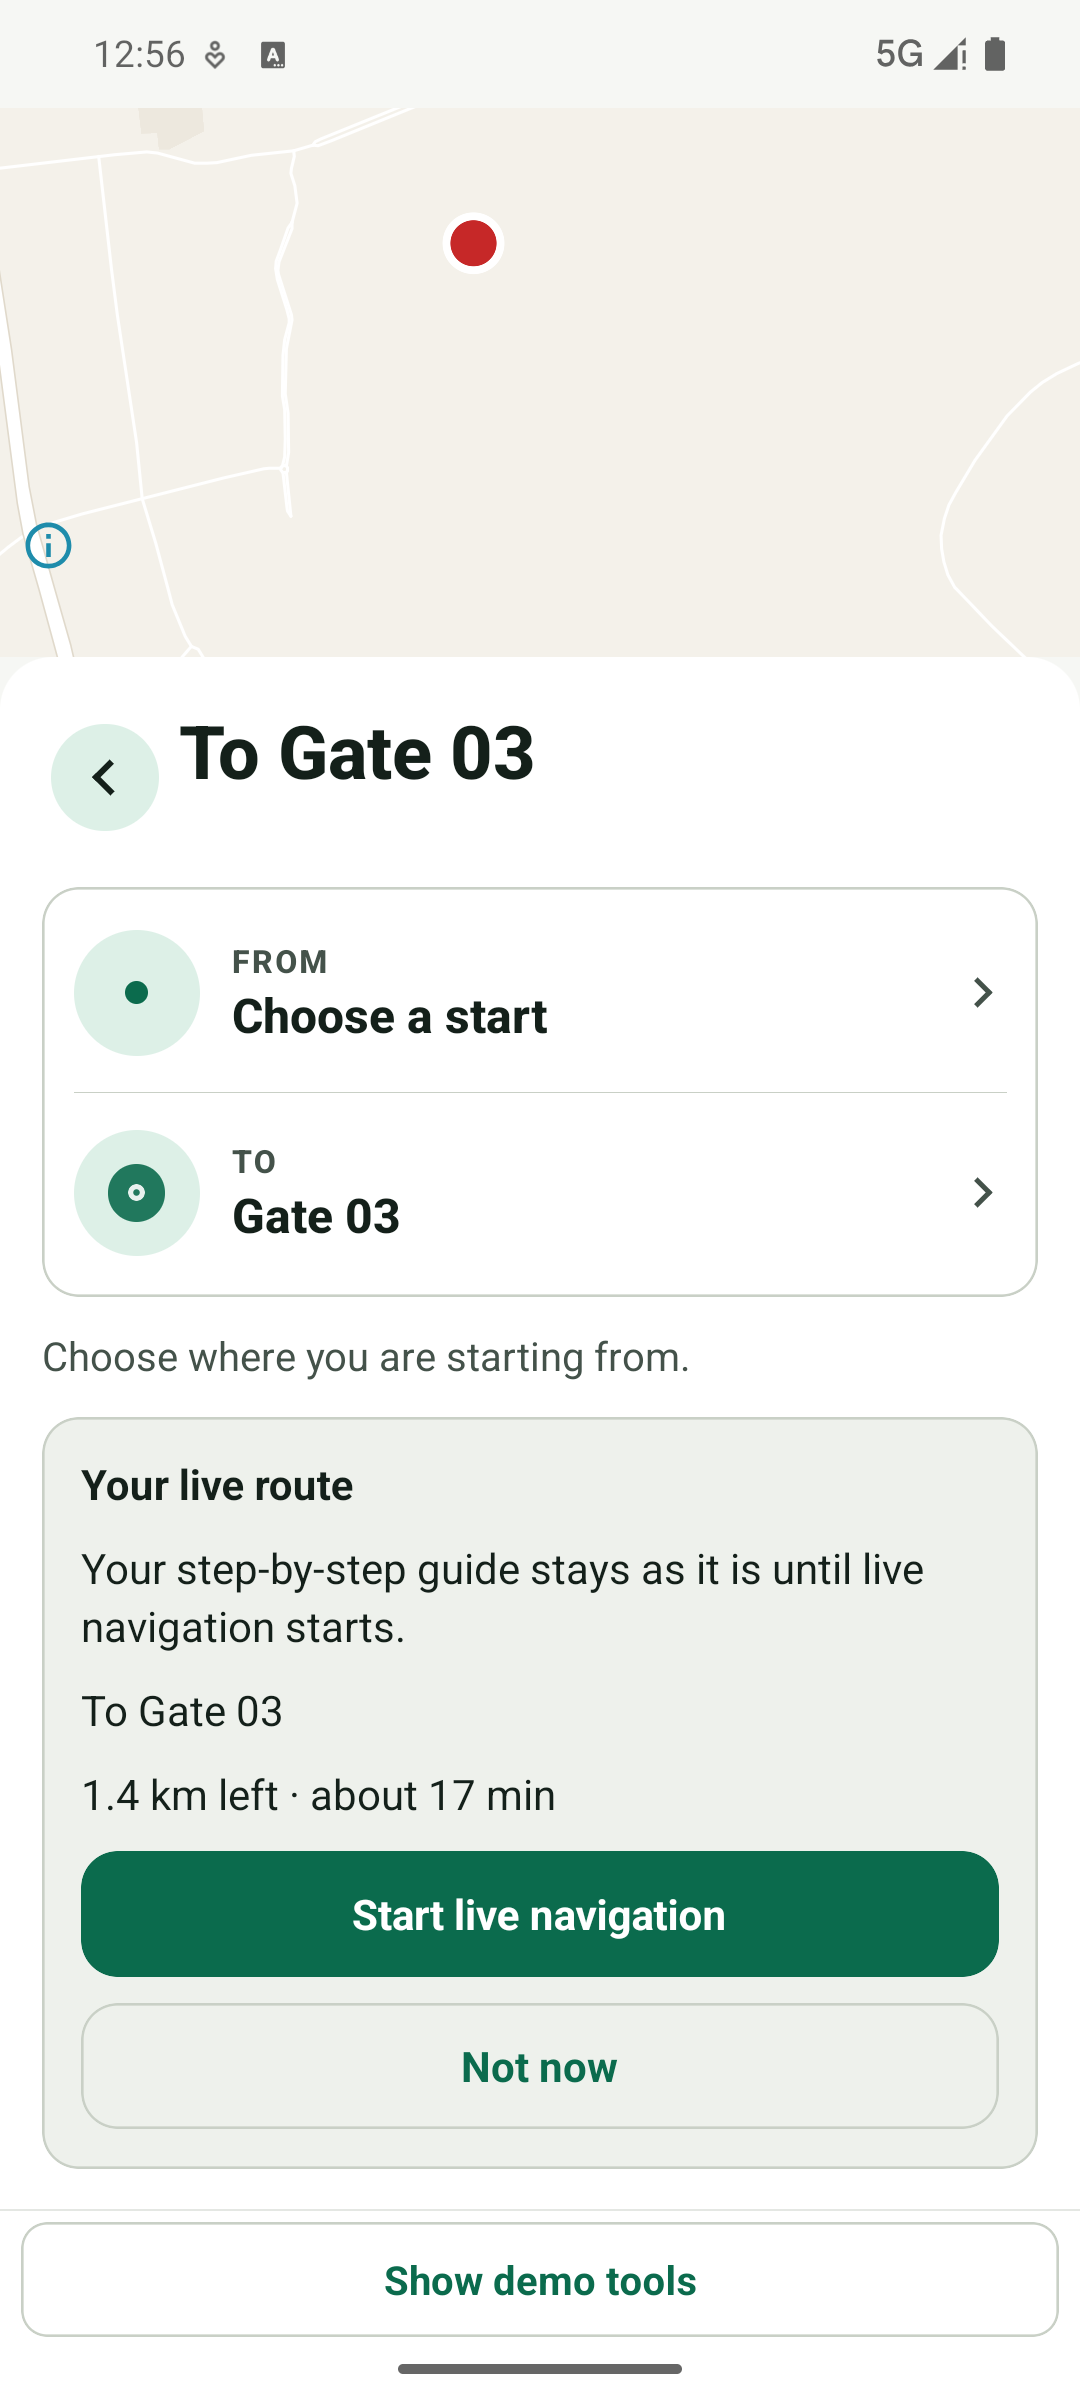 12:56
5G
To Gate 03
FROM
Choose a start
TO
Gate 03
Choose where you are starting from.
Your live route
Your step-by-step guide stays as it is until live
navigation starts.
To Gate 03
1.4 km left · about 17 min
Start live navigation
Not now
Show demo tools